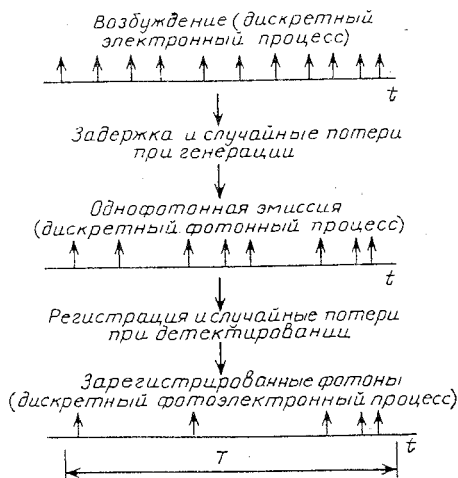 Возбуждение (дискретный
электронный процесс)
t
Задержка и случайные потери
при генерации
Однофотонная эмиссия
(дискретный фотонный процесс)
t
Регистрация и случайные потери
при детектировании
Зарегистрированные фотоны
(дискретный фотоэлектронный процесс)
t
T